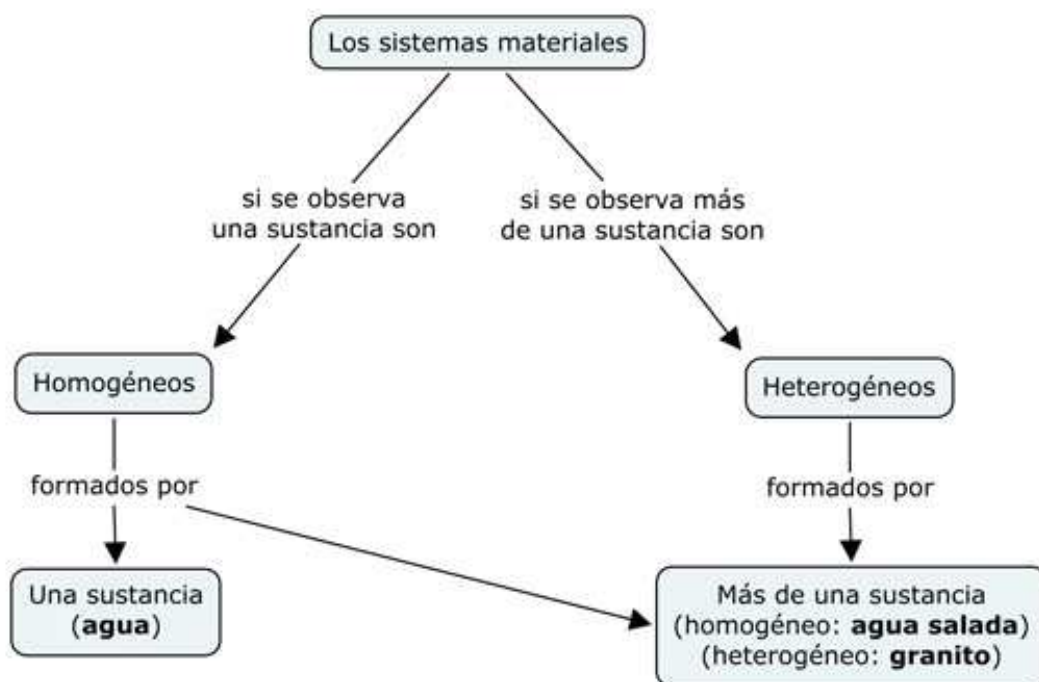 Los sistemas materiales
si se observa
una sustancia son
si se observa más
de una sustancia son
Homogéneos
Heterogéneos
formados por
formados por
Una sustancia
(agua)
Más de una sustancia
(homogéneo: agua salada)
(heterogéneo: granito)